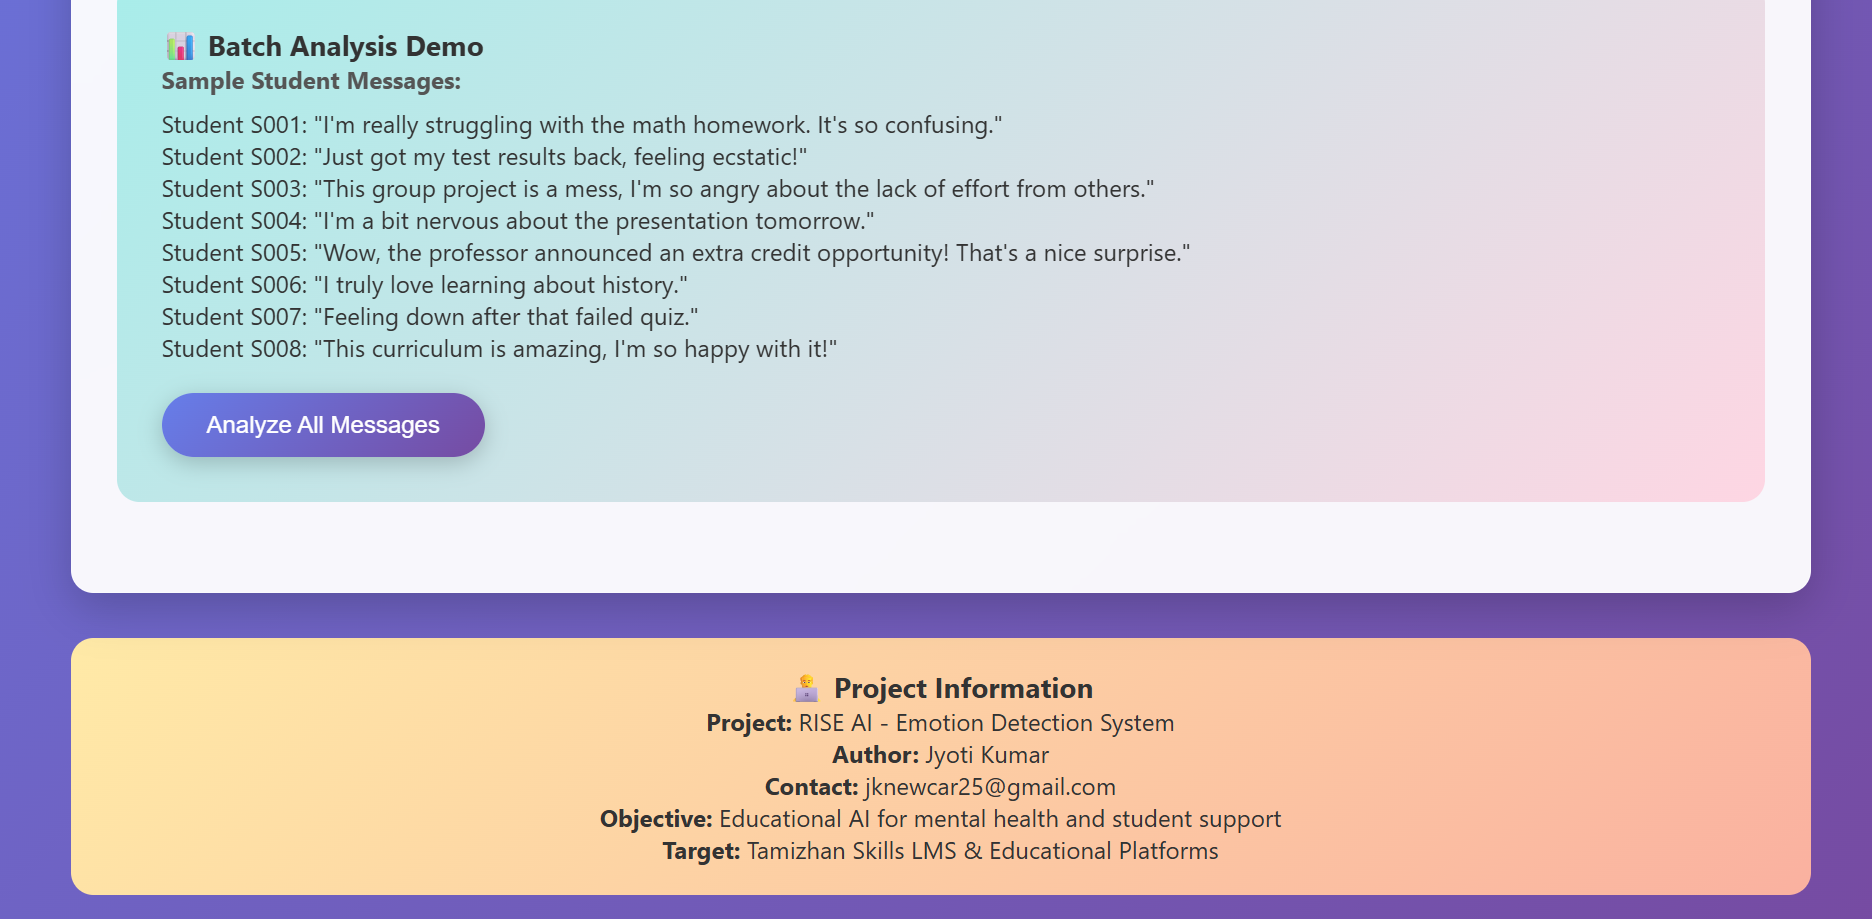 Batch Analysis Demo
Sample Student Messages:
Student S001: "I'm really struggling with the math homework. It's so confusing."
Student S002: "Just got my test results back, feeling ecstatic!"
Student S003: "This group project is a mess, I'm so angry about the lack of effort from others."
Student S004: "I'm a bit nervous about the presentation tomorrow."
Student S005: "Wow, the professor announced an extra credit opportunity! That's a nice surprise."
Student S006: "I truly love learning about history."
Student S007: "Feeling down after that failed quiz."
Student S008: "This curriculum is amazing, I'm so happy with it!"
Analyze All Messages
Project Information
Project: RISE AI - Emotion Detection System
Author: Jyoti Kumar
Contact: jknewcar25@gmail.com
Objective: Educational AI for mental health and student support
Target: Tamizhan Skills LMS & Educational Platforms